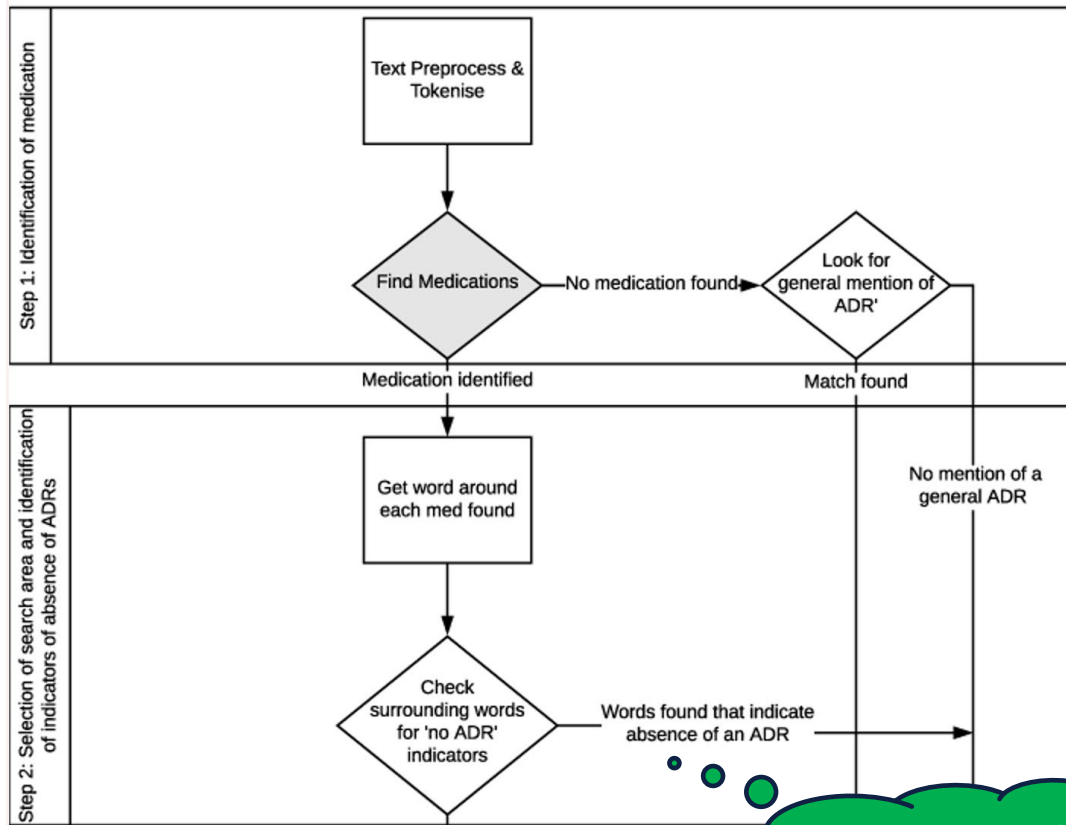 Step 1: Identification of medication
Text Preprocess &
Tokenise
Find Medications
No medication found
Look for
general mention of
ADR'
Medication identified
Match found
Step 2: Selection of search area and identification
of indicators of absence of ADRs
Get word around
each med found
No mention of a
general ADR
Check
surrounding words
for 'no ADR'
indicators
Words found that indicate
absence of an ADR